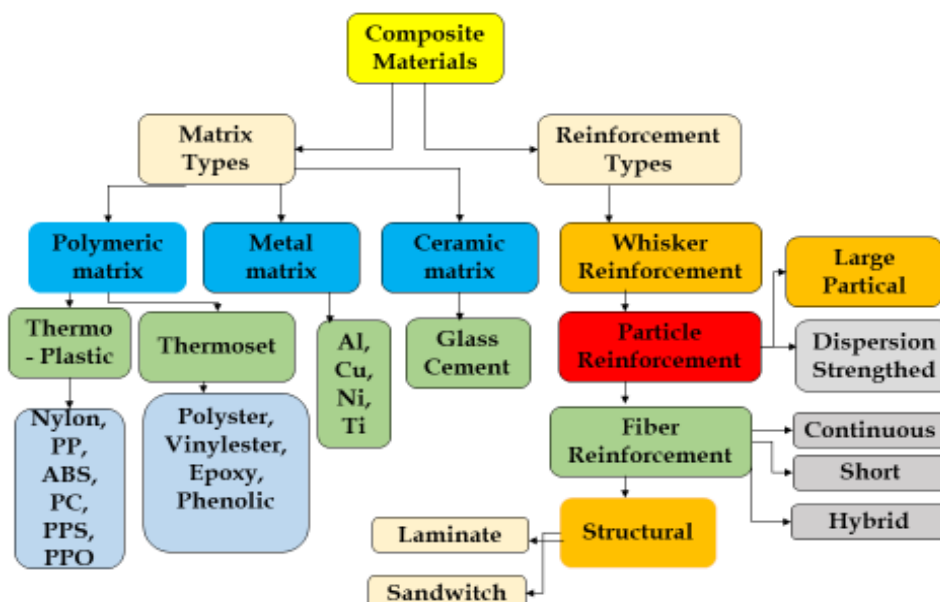 Composite
Materials
Matrix
Types
Reinforcement
Types
Polymeric
matrix
Metal
matrix
Ceramic
matrix
Whisker
Reinforcement
Large
Partical
Thermo
- Plastic
Thermoset
Al,
Cu,
Ni,
Ti
Glass
Cement
Particle
Reinforcement
Dispersion
Strengthed
Nylon,
PP,
ABS,
PC,
PPS,
PPO
Polyster,
Vinylester,
Epoxy,
Phenolic
Fiber
Reinforcement
Continuous
Short
Hybrid
Structural
Laminate
Sandwitch